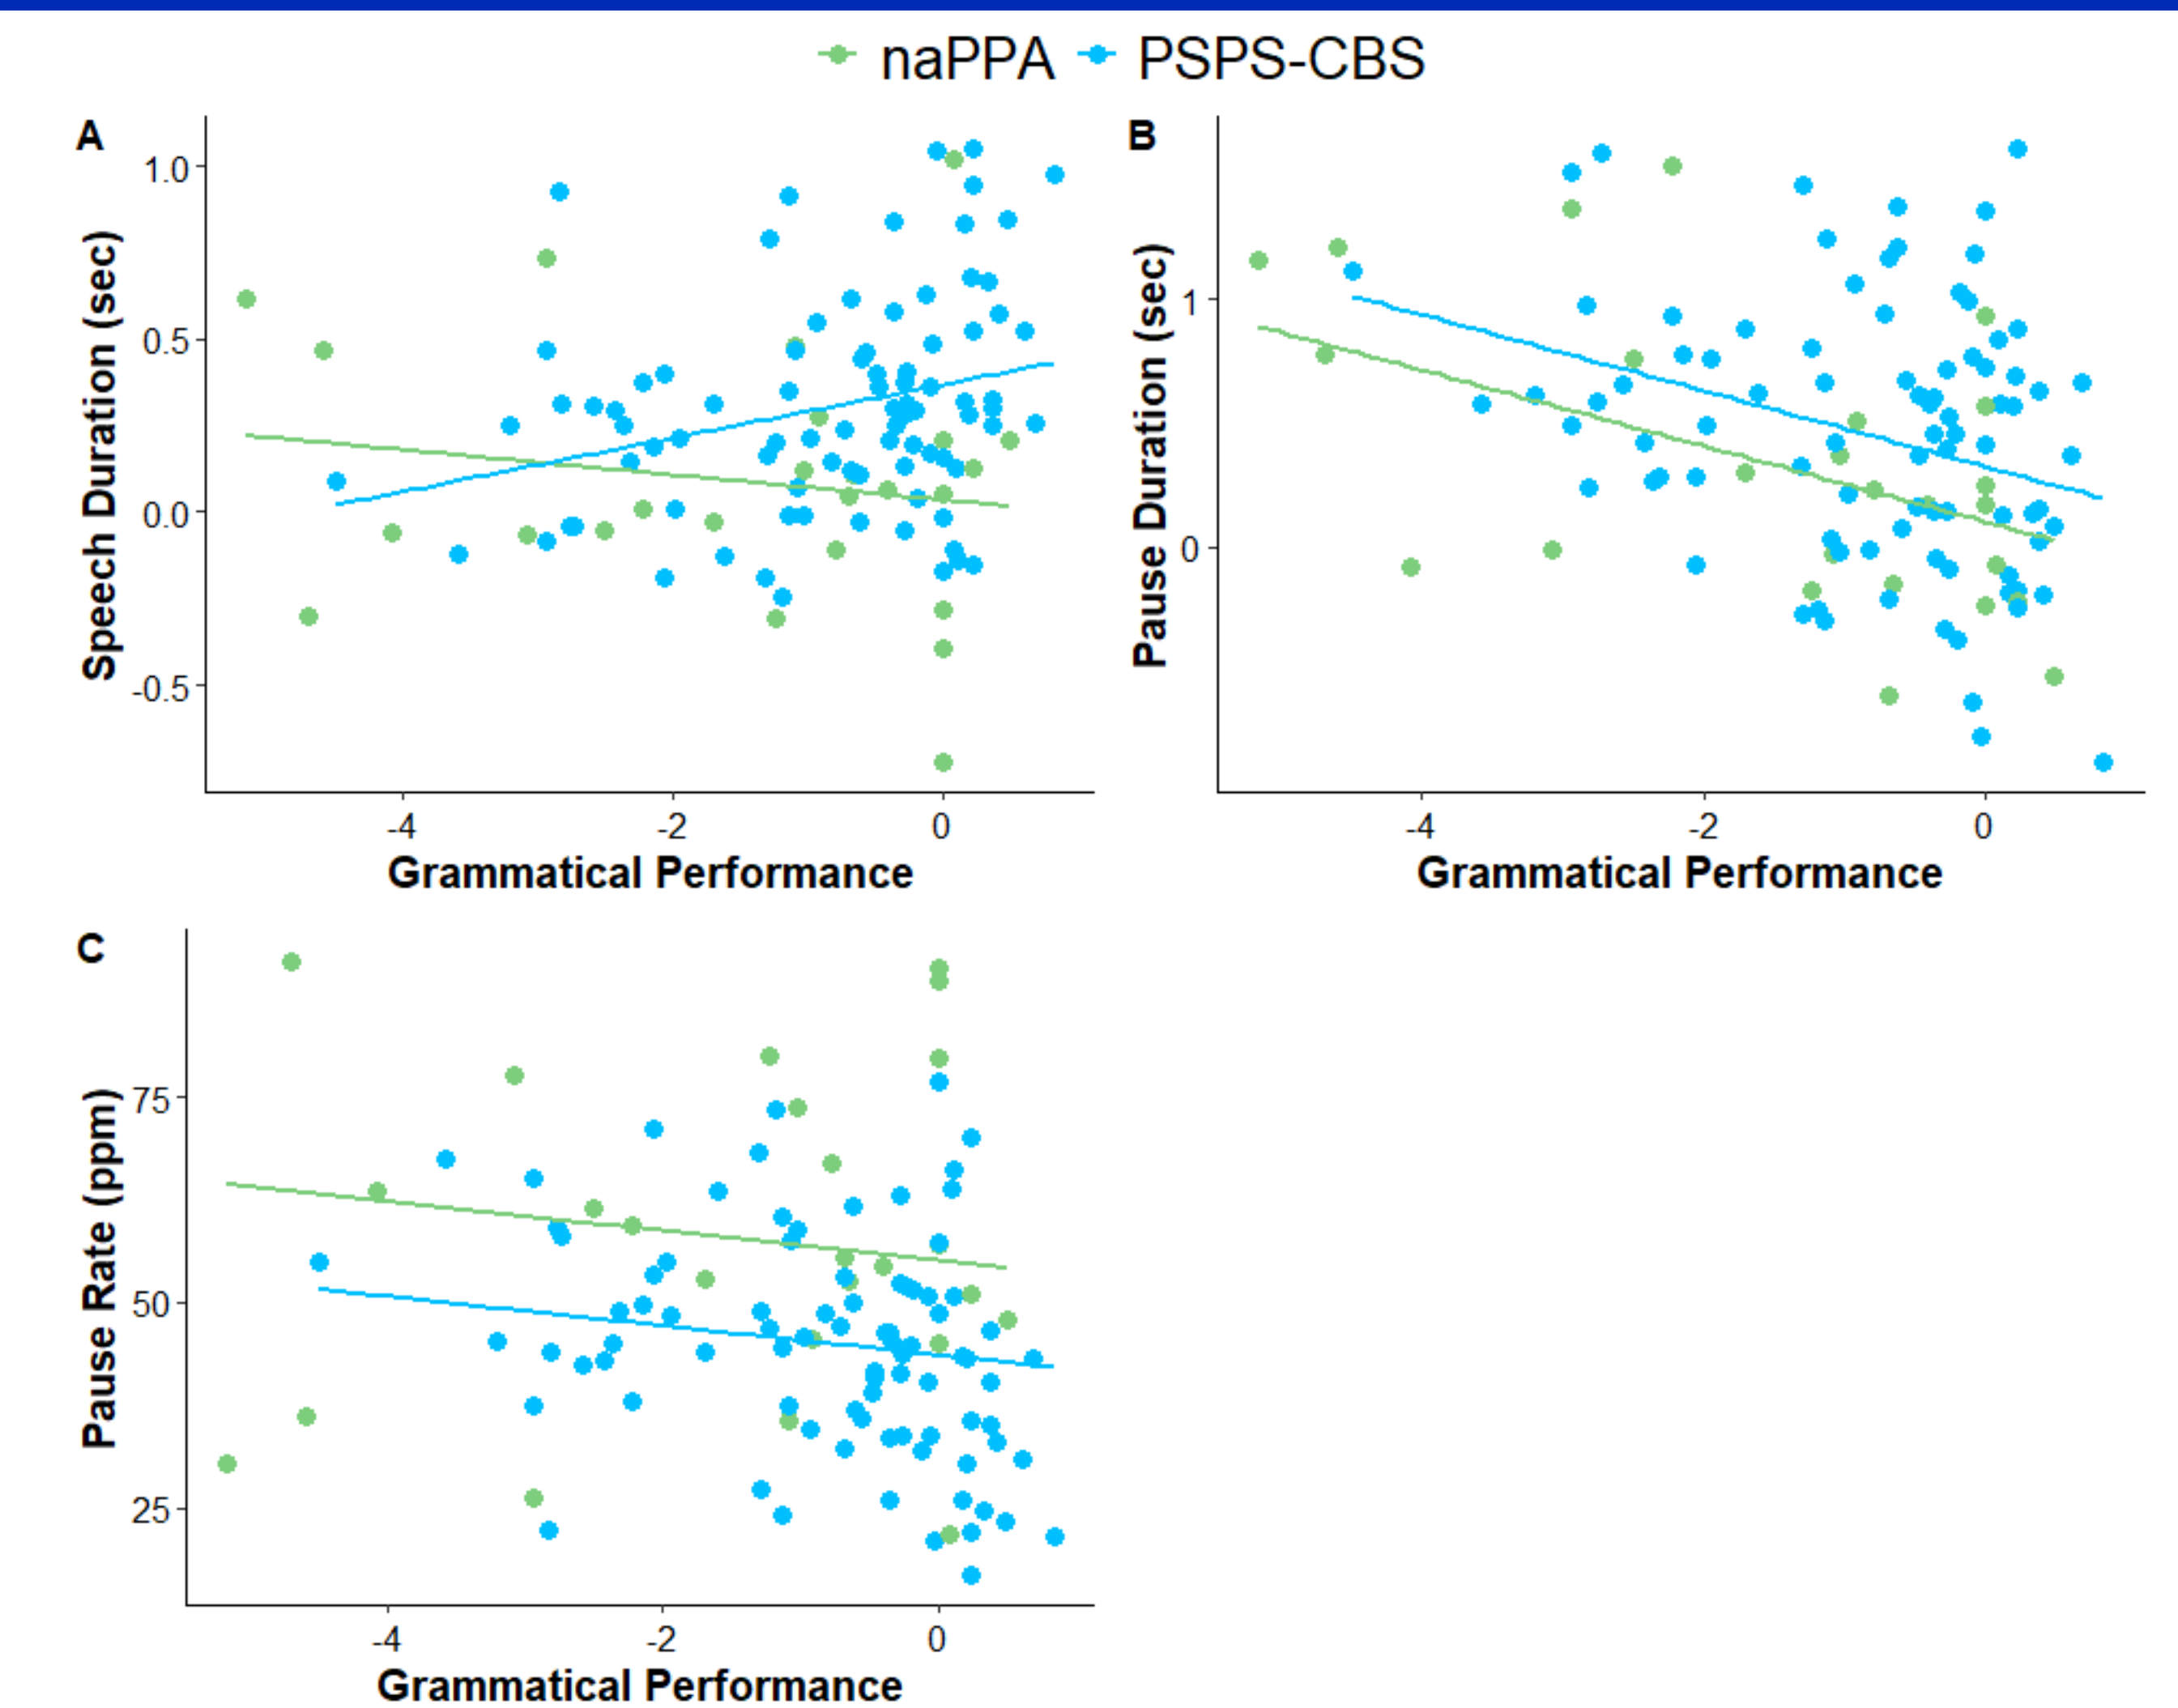 naPPA PSPS-CBS
A
Speech Duration (sec)
1.0
0.5
0.0
-0.5
-4 -2 0
Grammatical Performance
B
Pause Duration (sec)
1
0
-4 -2 0
Grammatical Performance
C
Pause Rate (ppm)
75
50
25
-4 -2 0
Grammatical Performance